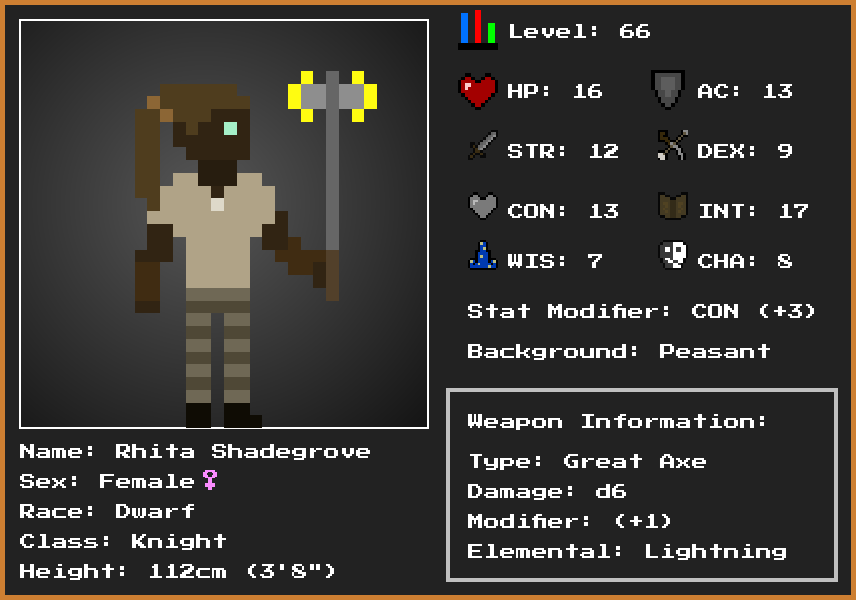 Level: 66
HP: 16 AC: 13
STR: 12 DEX: 9
CON: 13 INT: 17
WIS: 7 CHA: 8
Stat Modifier: CON (+3)
Background: Peasant
Weapon Information:
Type: Great Axe
Damage: d6
Modifier: (+1)
Elemental: Lightning
Name: Rhita Shadegrove
Sex: Female♀
Race: Dwarf
Class: Knight
Height: 112cm (3'8")